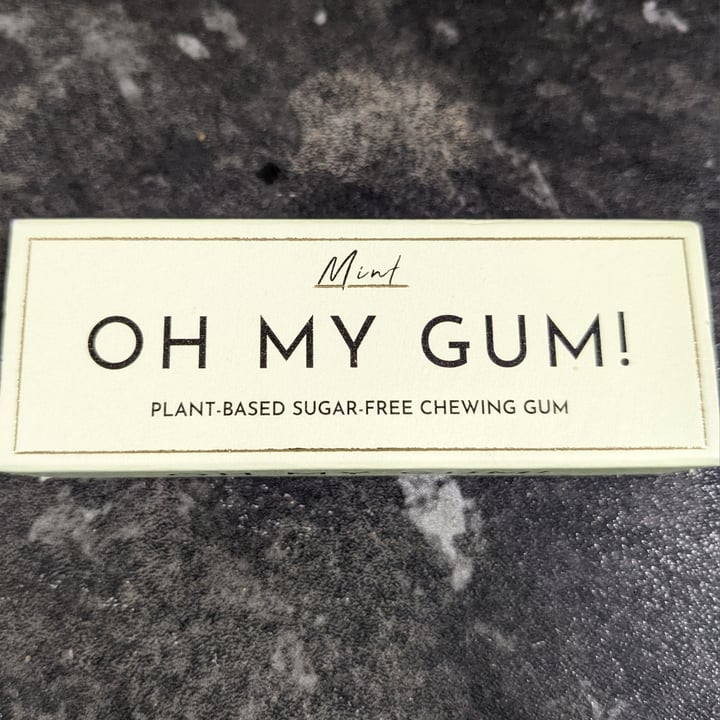 Mint
OH MY GUM!
PLANT-BASED SUGAR-FREE CHEWING GUM